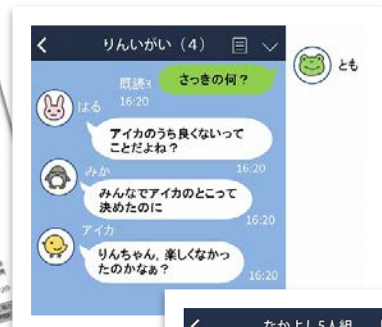 りんいがい（4）
さっきの何？
とも
既読3
16:20
はる
アイカのうち良くないって
ことだよね？
16:20
みか
みんなでアイカのとこって
決めたのに
16:20
アイカ
りんちゃん，楽しくなかっ
たのかなぁ？
16:20
なかよし5人組